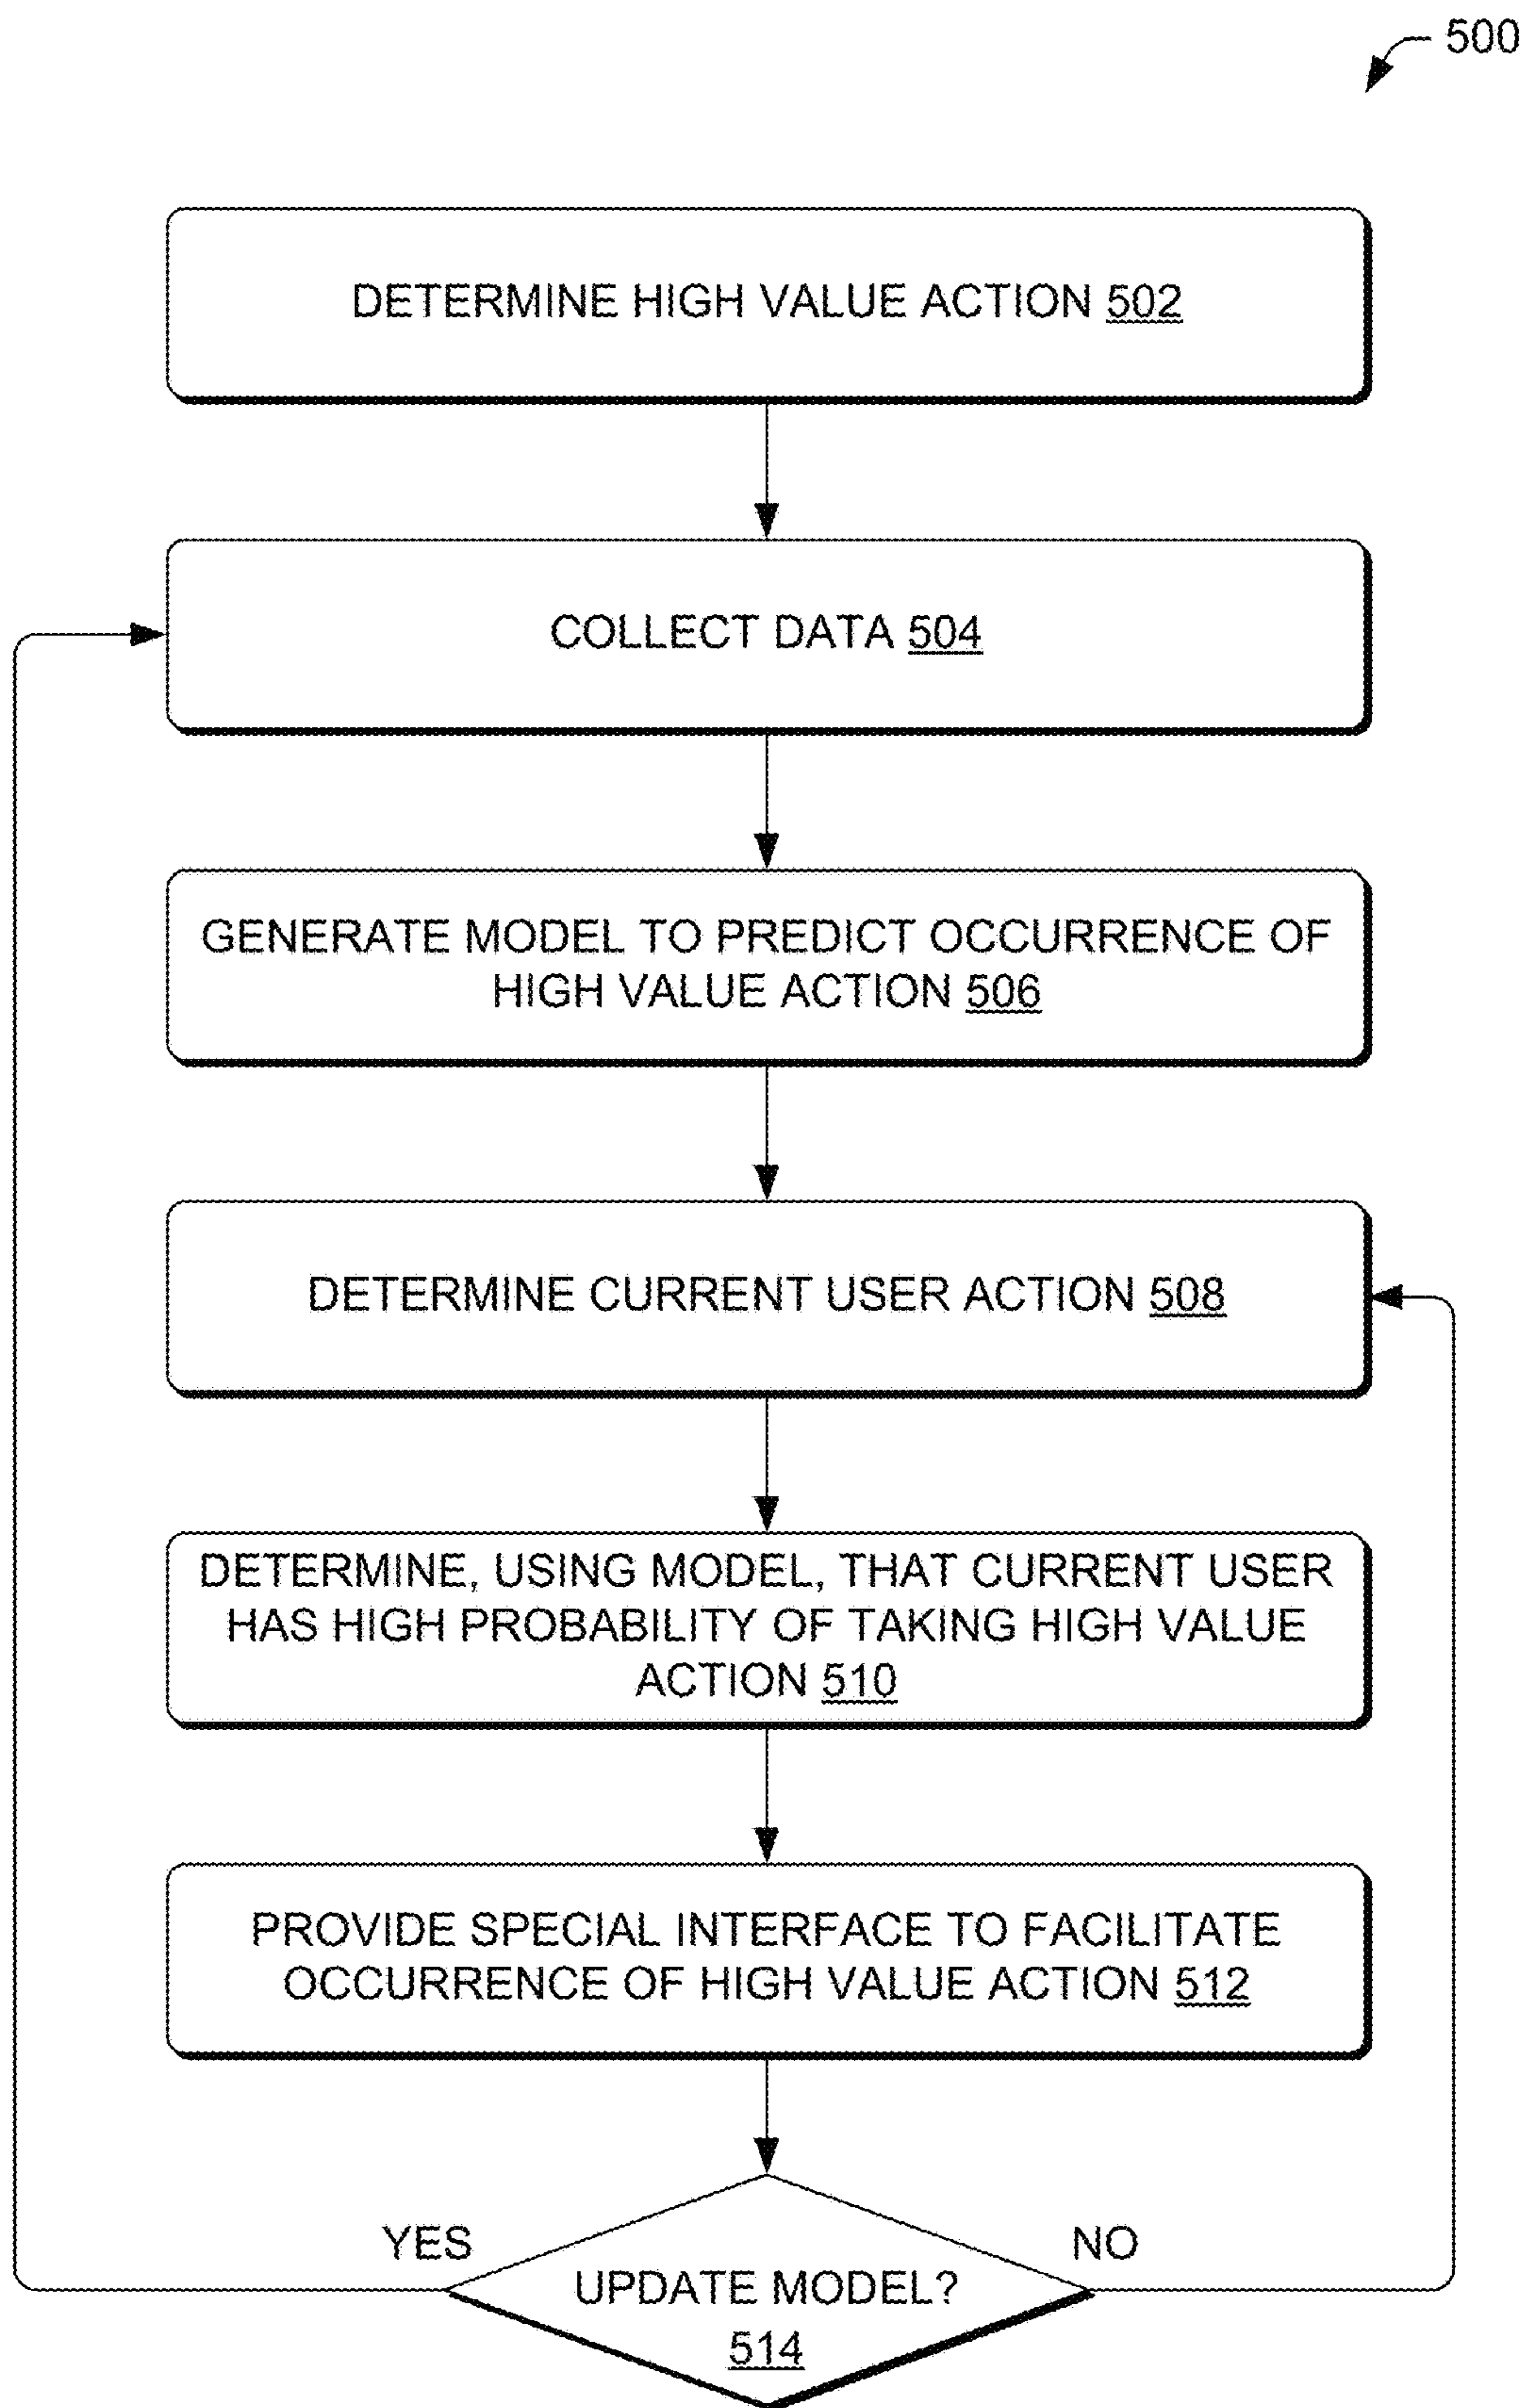 500
DETERMINE HIGH VALUE ACTION 502
COLLECT DATA 504
GENERATE MODEL TO PREDICT OCCURRENCE OF
HIGH VALUE ACTION 506
DETERMINE CURRENT USER ACTION 508
DETERMINE, USING MODEL, THAT CURRENT USER
HAS HIGH PROBABILITY OF TAKING HIGH VALUE
ACTION 510
PROVIDE SPECIAL INTERFACE TO FACILITATE
OCCURRENCE OF HIGH VALUE ACTION 512
YES
NO
UPDATE MODEL?
514